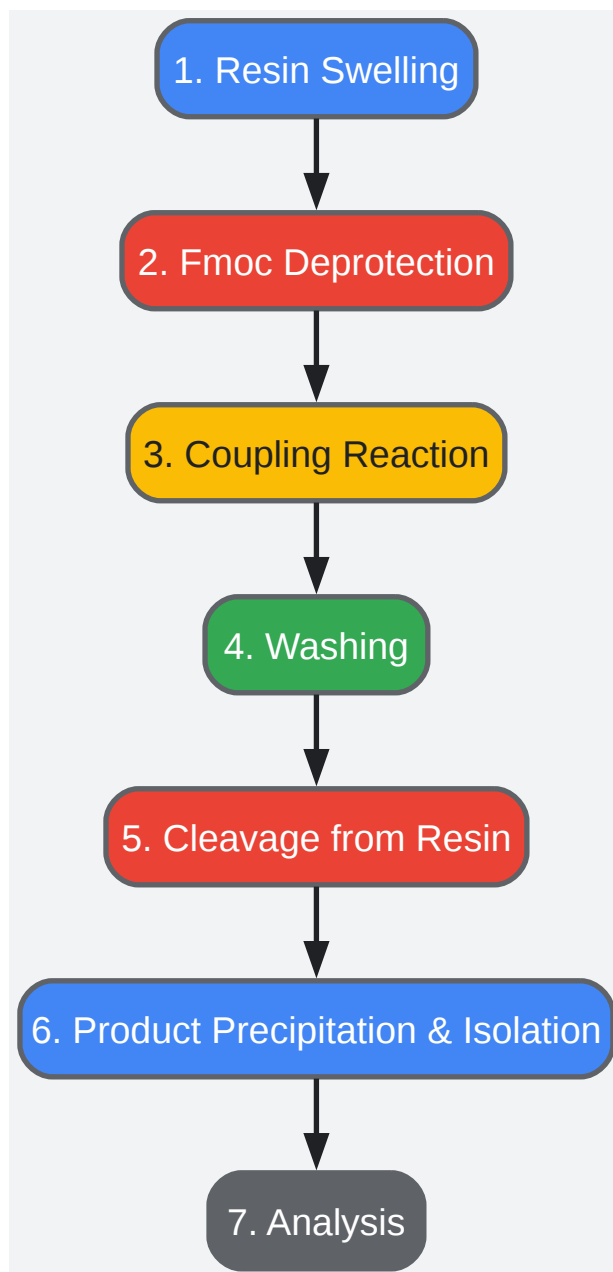 1. Resin Swelling
2. Fmoc Deprotection
3. Coupling Reaction
4. Washing
5. Cleavage from Resin
6. Product Precipitation & Isolation
7. Analysis